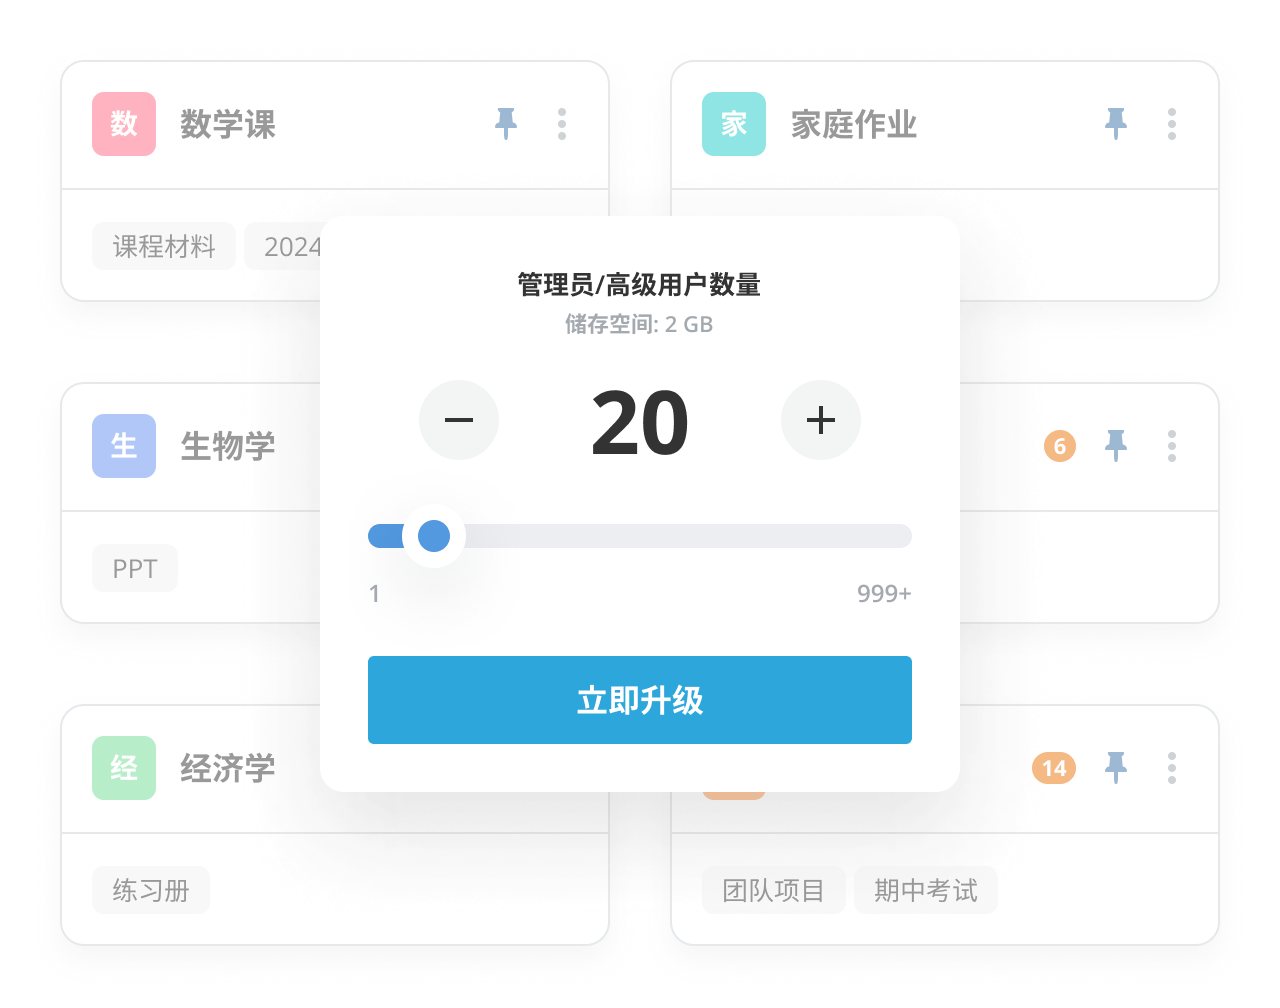 数 数学课
家 家庭作业
课程材料 2024
管理员/高级用户数量
储存空间: 2 GB
− 20 +
1 999+
立即升级
生 生物学
6
PPT
经 经济学
14
练习册
团队项目 期中考试